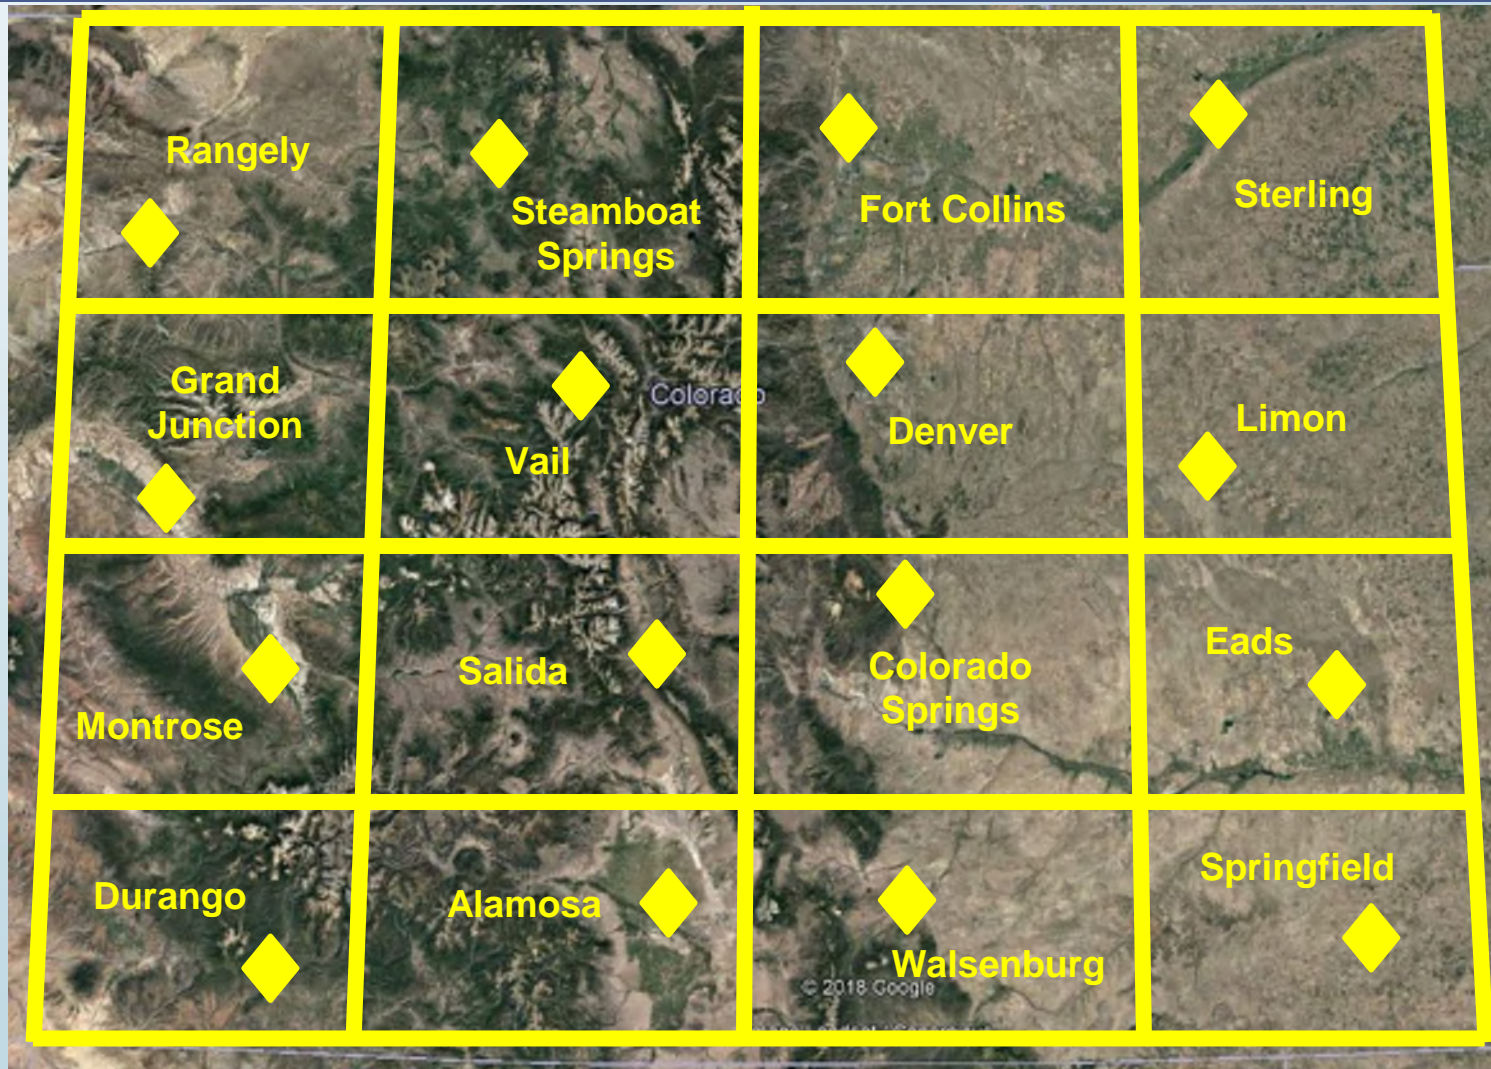 Rangely
Steamboat
Springs
Fort Collins
Sterling
Grand
Junction
Vail
Colorado
Denver
Limon
Montrose
Salida
Colorado
Springs
Eads
Durango
Alamosa
Walsenburg
Springfield
© 2018 Google